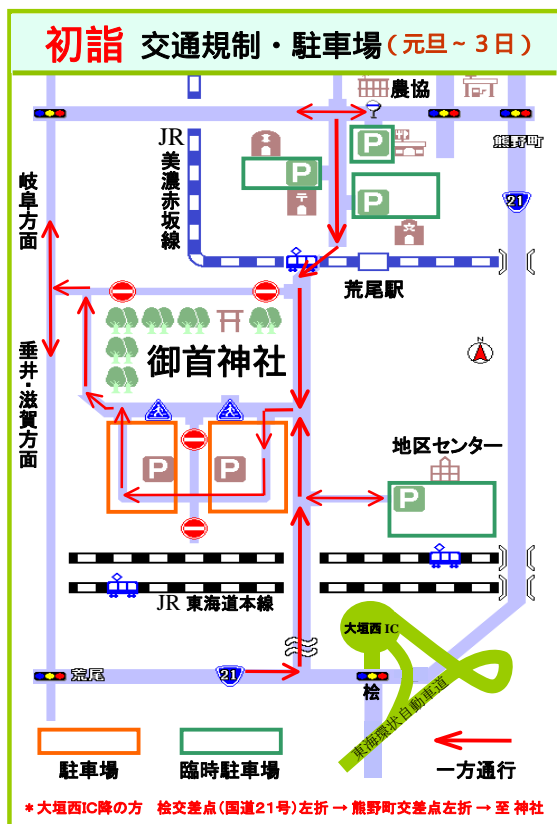 初詣 交通規制・駐車場(元旦～3日)
農協
熊野町
JR
美濃赤坂線
P
P
P
21
岐阜方面
荒尾駅
N
御首神社
垂井・滋賀方面
地区センター
P
P
P
JR 東海道本線
大垣西 IC
荒尾
21
桧
東海環状自動車道
駐車場
臨時駐車場
一方通行
*大垣西IC降の方 桧交差点(国道21号)左折 → 熊野町交差点左折 → 至 神社